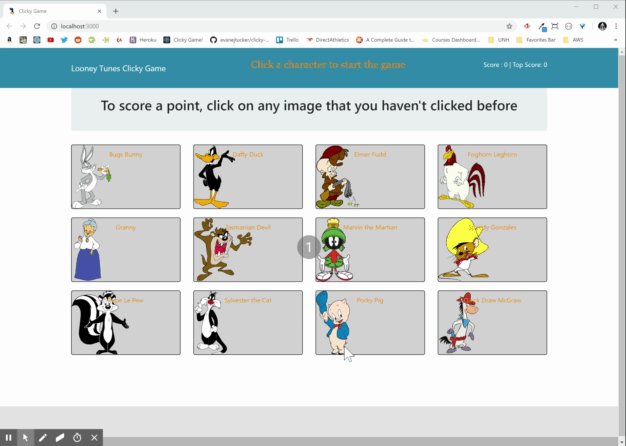 Clicky Game
localhost:3000
Heroku
Clicky Game!
evanejtucker/clicky-...
Trello
DirectAthletics
A Complete Guide t...
Courses Dashboard...
UNH
Favorites Bar
AWS
Looney Tunes Clicky Game
Click a character to start the game
Score : 0 | Top Score: 0
To score a point, click on any image that you haven't clicked before
Bugs Bunny
Daffy Duck
Elmer Fudd
Foghorn Leghorn
Granny
Tasmanian Devil
1
Marvin the Martian
Gonzales
Le Pew
Sylvester the Cat
Porky Pig
Draw McGraw